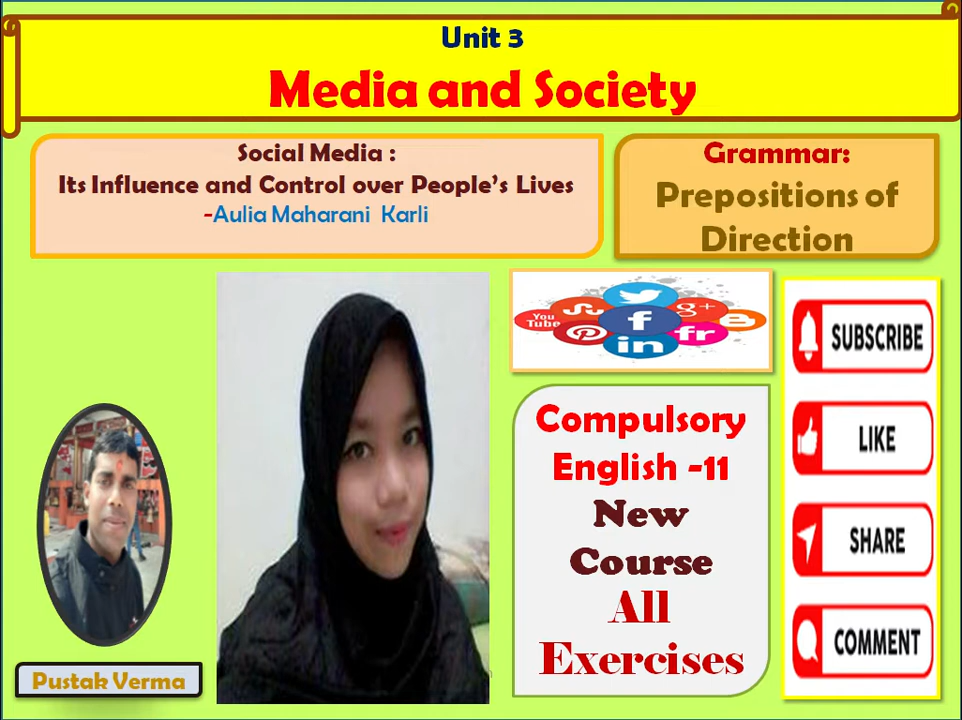 Unit 3
Media and Society
Social Media :
Its Influence and Control over People's Lives
-Aulia Maharani Karli
Grammar:
Prepositions of
Direction
You
Tube
g+
f
in
fr
Compulsory
English -11
New
Course
All
Exercises
SUBSCRIBE
LIKE
SHARE
COMMENT
Pustak Verma